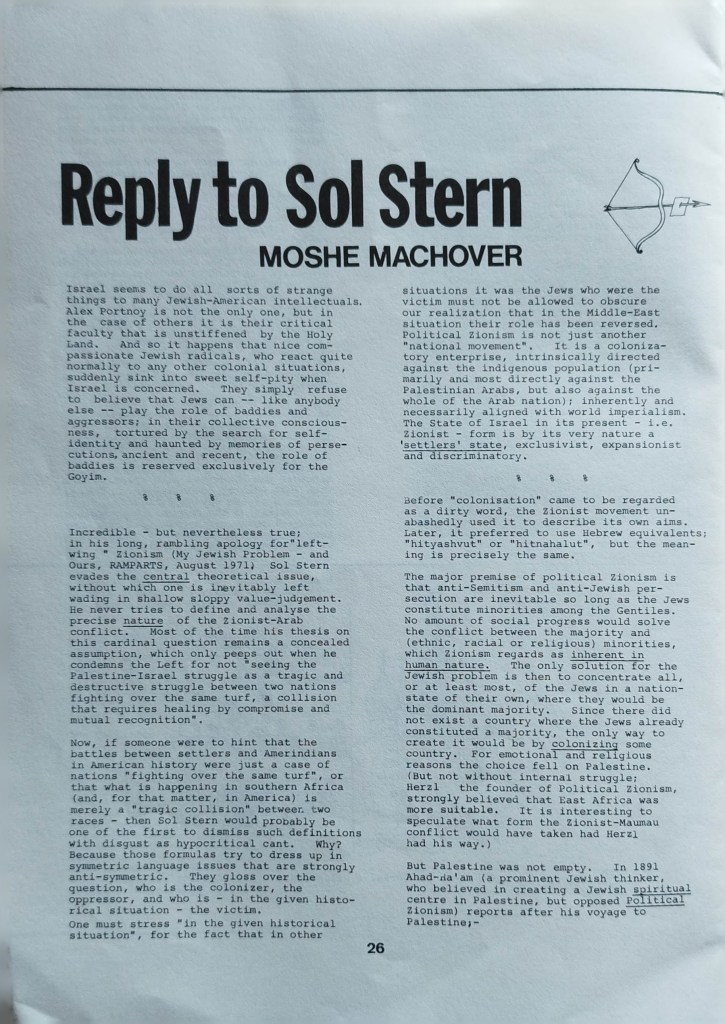 Reply to Sol Stern
MOSHE MACHOVER
Israel seems to do all sorts of strange
things to many Jewish-American intellectuals.
Alex Portnoy is not the only one, but in
the case of others it is their critical
faculty that is unstiffened by the Holy
Land. And so it happens that nice com-
passionate Jewish radicals, who react quite
normally to any other colonial situations,
suddenly sink into sweet self-pity when
Israel is concerned. They simply refuse
to believe that Jews can -- like anybody
else -- play the role of baddies and
aggressors; in their collective conscious-
ness, tortured by the search for self-
identity and haunted by memories of perse-
cutions, ancient and recent, the role of
baddies is reserved exclusively for the
Goyim.
% % %
Incredible - but nevertheless true;
in his long, rambling apology for"left-
wing " Zionism (My Jewish Problem - and
Ours, RAMPARTS, August 1971) Sol Stern
evades the central theoretical issue,
without which one is inevitably left
wading in shallow sloppy value-judgement.
He never tries to define and analyse the
precise nature of the Zionist-Arab
conflict. Most of the time his thesis on
this cardinal question remains a concealed
assumption, which only peeps out when he
condemns the Left for not "seeing the
Palestine-Israel struggle as a tragic and
destructive struggle between two nations
fighting over the same turf, a collision
that requires healing by compromise and
mutual recognition".
Now, if someone were to hint that the
battles between settlers and Amerindians
in American history were just a case of
nations "fighting over the same turf", or
that what is happening in southern Africa
(and, for that matter, in America) is
merely a "tragic collision" between two
races - then Sol Stern would probably be
one of the first to dismiss such definitions
with disgust as hypocritical cant. Why?
Because those formulas try to dress up in
symmetric language issues that are strongly
anti-symmetric. They gloss over the
question, who is the colonizer, the
oppressor, and who is - in the given histo-
rical situation - the victim.
One must stress "in the given historical
situation", for the fact that in other
situations it was the Jews who were the
victim must not be allowed to obscure
our realization that in the Middle-East
situation their role has been reversed.
Political Zionism is not just another
"national movement". It is a coloniza-
tory enterprise, intrinsically directed
against the indigenous population (pri-
marily and most directly against the
Palestinian Arabs, but also against the
whole of the Arab nation); inherently and
necessarily aligned with world imperialism.
The State of Israel in its present - i.e.
Zionist - form is by its very nature a
'settlers' state, exclusivist, expansionist
and discriminatory.
% % %
Before "colonisation" came to be regarded
as a dirty word, the Zionist movement un-
abashedly used it to describe its own aims.
Later, it preferred to use Hebrew equivalents;
"hityashvut" or "hitnahalut", but the mean-
ing is precisely the same.
The major premise of political Zionism is
that anti-Semitism and anti-Jewish per-
secution are inevitable so long as the Jews
constitute minorities among the Gentiles.
No amount of social progress would solve
the conflict between the majority and
(ethnic, racial or religious) minorities,
which Zionism regards as inherent in
human nature. The only solution for the
Jewish problem is then to concentrate all,
or at least most, of the Jews in a nation-
state of their own, where they would be
the dominant majority. Since there did
not exist a country where the Jews already
constituted a majority, the only way to
create it would be by colonizing some
country. For emotional and religious
reasons the choice fell on Palestine.
(But not without internal struggle;
Herzl the founder of Political Zionism,
strongly believed that East Africa was
more suitable. It is interesting to
speculate what form the Zionist-Maumau
conflict would have taken had Herzl
had his way.)
But Palestine was not empty. In 1891
Ahad-Ha'am (a prominent Jewish thinker,
who believed in creating a Jewish spiritual
centre in Palestine, but opposed Political
Zionism) reports after his voyage to
Palestine;-
26